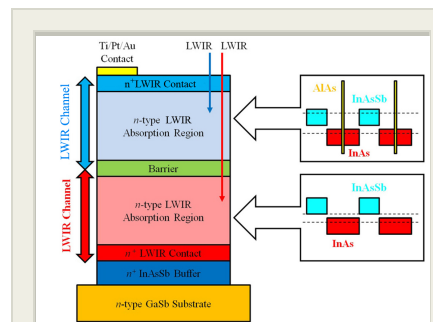 Ti/Pt/Au
Contact
LWIR LWIR
n⁺LWIR Contact
LWIR Channel
n-type LWIR
Absorption Region
Barrier
LWIR Channel
n-type LWIR
Absorption Region
n⁺ LWIR Contact
n⁺ InAsSb Buffer
n-type GaSb Substrate
AlAs
InAsSb
InAs
InAsSb
InAs